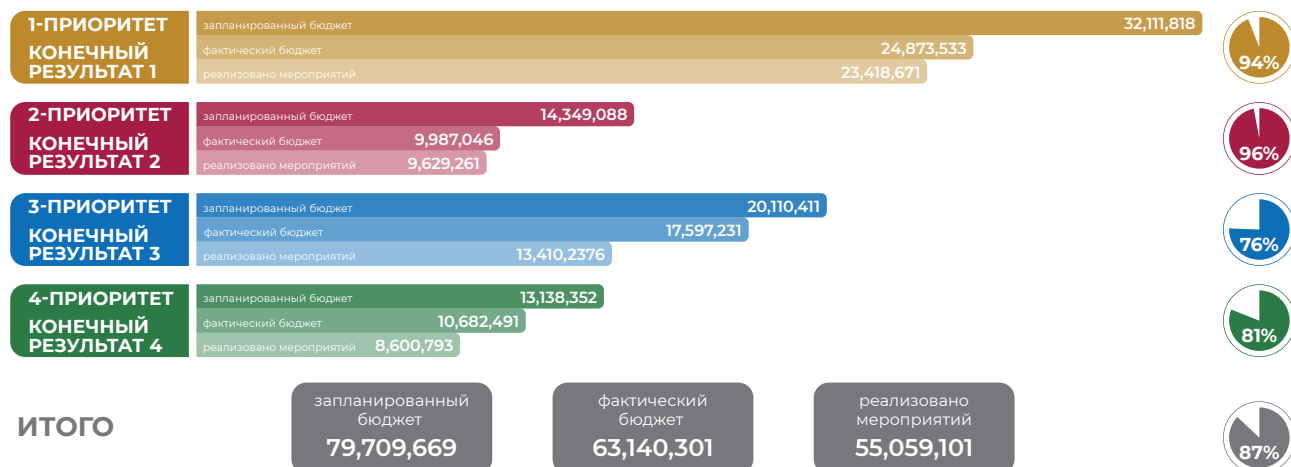 1-ПРИОРИТЕТ
КОНЕЧНЫЙ
РЕЗУЛЬТАТ 1
запланированный бюджет 32,111,818
фактический бюджет 24,873,533
реализовано мероприятий 23,418,671
94%
2-ПРИОРИТЕТ
КОНЕЧНЫЙ
РЕЗУЛЬТАТ 2
запланированный бюджет 14,349,088
фактический бюджет 9,987,046
реализовано мероприятий 9,629,261
96%
3-ПРИОРИТЕТ
КОНЕЧНЫЙ
РЕЗУЛЬТАТ 3
запланированный бюджет 20,110,411
фактический бюджет 17,597,231
реализовано мероприятий 13,410,2376
76%
4-ПРИОРИТЕТ
КОНЕЧНЫЙ
РЕЗУЛЬТАТ 4
запланированный бюджет 13,138,352
фактический бюджет 10,682,491
реализовано мероприятий 8,600,793
81%
ИТОГО
запланированный
бюджет
79,709,669
фактический
бюджет
63,140,301
реализовано
мероприятий
55,059,101
87%